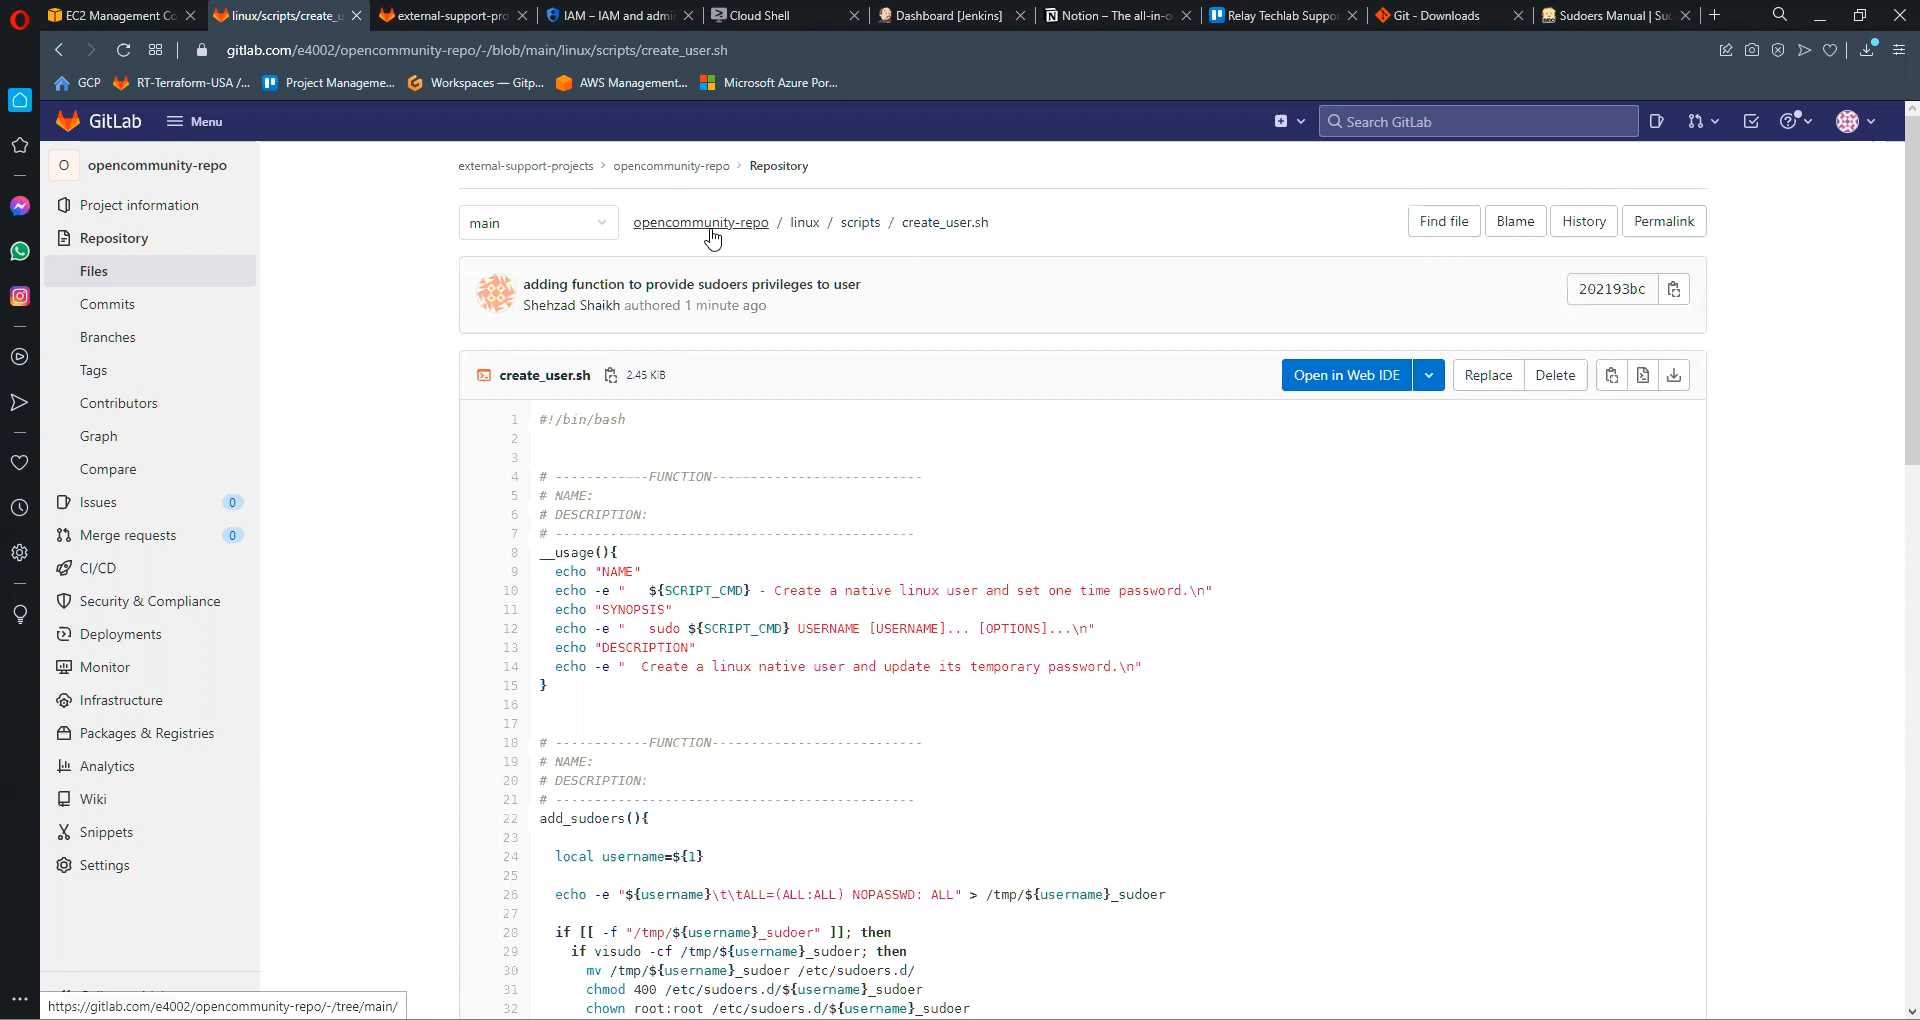 EC2 Management Co
linux/scripts/create_u
external-support-pro
IAM – IAM and admi
Cloud Shell
Dashboard [Jenkins]
Notion – The all-in-o
Relay Techlab Suppo
Git - Downloads
Sudoers Manual | Su
gitlab.com/e4002/opencommunity-repo/-/blob/main/linux/scripts/create_user.sh
GCP
RT-Terraform-USA /...
Project Manageme...
Workspaces — Gitp...
AWS Management...
Microsoft Azure Por...
GitLab
Menu
Search GitLab
O
opencommunity-repo
Project information
Repository
Files
Commits
Branches
Tags
Contributors
Graph
Compare
Issues 0
Merge requests 0
CI/CD
Security & Compliance
Deployments
Monitor
Infrastructure
Packages & Registries
Analytics
Wiki
Snippets
Settings
https://gitlab.com/e4002/opencommunity-repo/-/tree/main/
external-support-projects > opencommunity-repo > Repository
main
opencommunity-repo / linux / scripts / create_user.sh
Find file
Blame
History
Permalink
adding function to provide sudoers privileges to user
Shehzad Shaikh authored 1 minute ago
202193bc
create_user.sh 2.45 KiB
Open in Web IDE
Replace
Delete
1 #!/bin/bash
2
3
4 # ------------FUNCTION---------------------------
5 # NAME:
6 # DESCRIPTION:
7 # ----------------------------------------------
8 __usage(){
9 echo "NAME"
10 echo -e "   ${SCRIPT_CMD} - Create a native linux user and set one time password.\n"
11 echo "SYNOPSIS"
12 echo -e "   sudo ${SCRIPT_CMD} USERNAME [USERNAME]... [OPTIONS]...\n"
13 echo "DESCRIPTION"
14 echo -e "  Create a linux native user and update its temporary password.\n"
15 }
16
17
18 # ------------FUNCTION---------------------------
19 # NAME:
20 # DESCRIPTION:
21 # ----------------------------------------------
22 add_sudoers(){
23
24 local username=${1}
25
26 echo -e "${username}\t\tALL=(ALL:ALL) NOPASSWD: ALL" > /tmp/${username}_sudoer
27
28 if [[ -f "/tmp/${username}_sudoer" ]]; then
29 if visudo -cf /tmp/${username}_sudoer; then
30 mv /tmp/${username}_sudoer /etc/sudoers.d/
31 chmod 400 /etc/sudoers.d/${username}_sudoer
32 chown root:root /etc/sudoers.d/${username}_sudoer